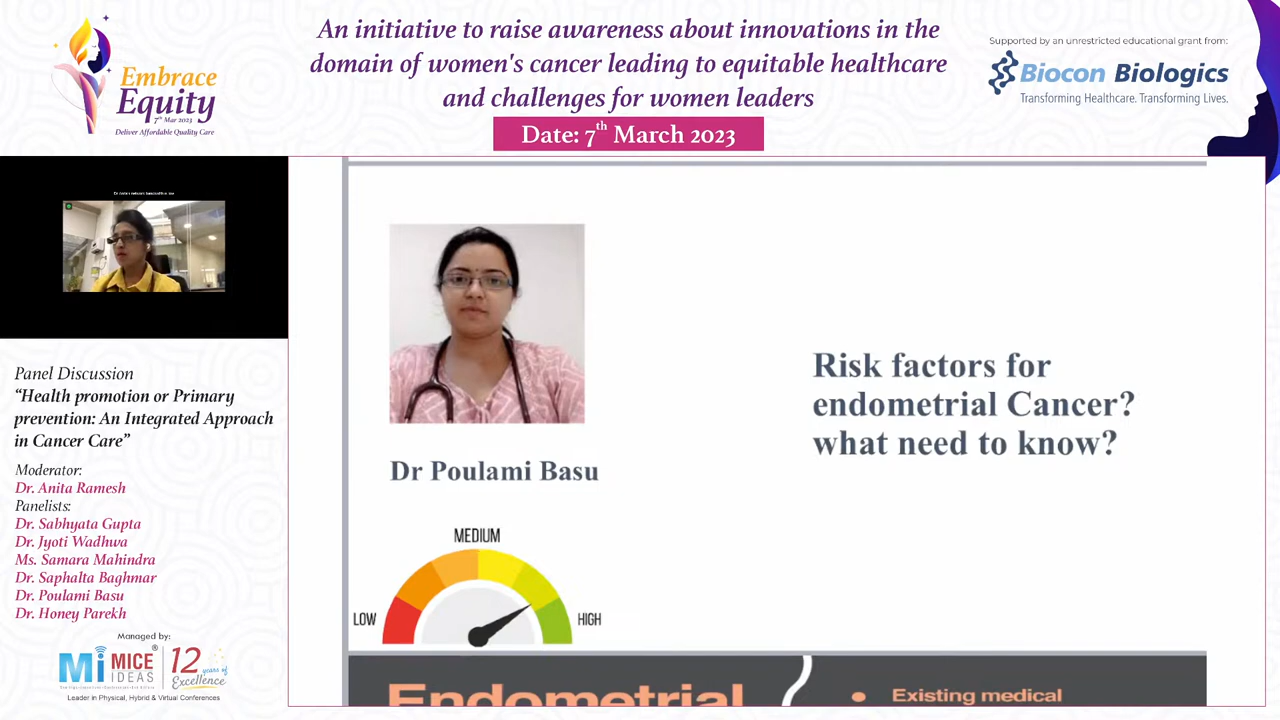 An initiative to raise awareness about innovations in the
domain of women's cancer leading to equitable healthcare
and challenges for women leaders
Date: 7th March 2023
Embrace
Equity
7th Mar 2023
Deliver Affordable Quality Care
Supported by an unrestricted educational grant from:
Biocon Biologics
Transforming Healthcare. Transforming Lives.
Panel Discussion
“Health promotion or Primary
prevention: An Integrated Approach
in Cancer Care”
Moderator:
Dr. Anita Ramesh
Panelists:
Dr. Sabhyata Gupta
Dr. Jyoti Wadhwa
Ms. Samara Mahindra
Dr. Saphalta Baghmar
Dr. Poulami Basu
Dr. Honey Parekh
Managed by:
Mi MICE IDEAS®
12 years of Excellence
Leader in Physical, Hybrid & Virtual Conferences
Risk factors for
endometrial Cancer?
what need to know?
Dr Poulami Basu
MEDIUM
LOW
HIGH
Endometrial
• Existing medical